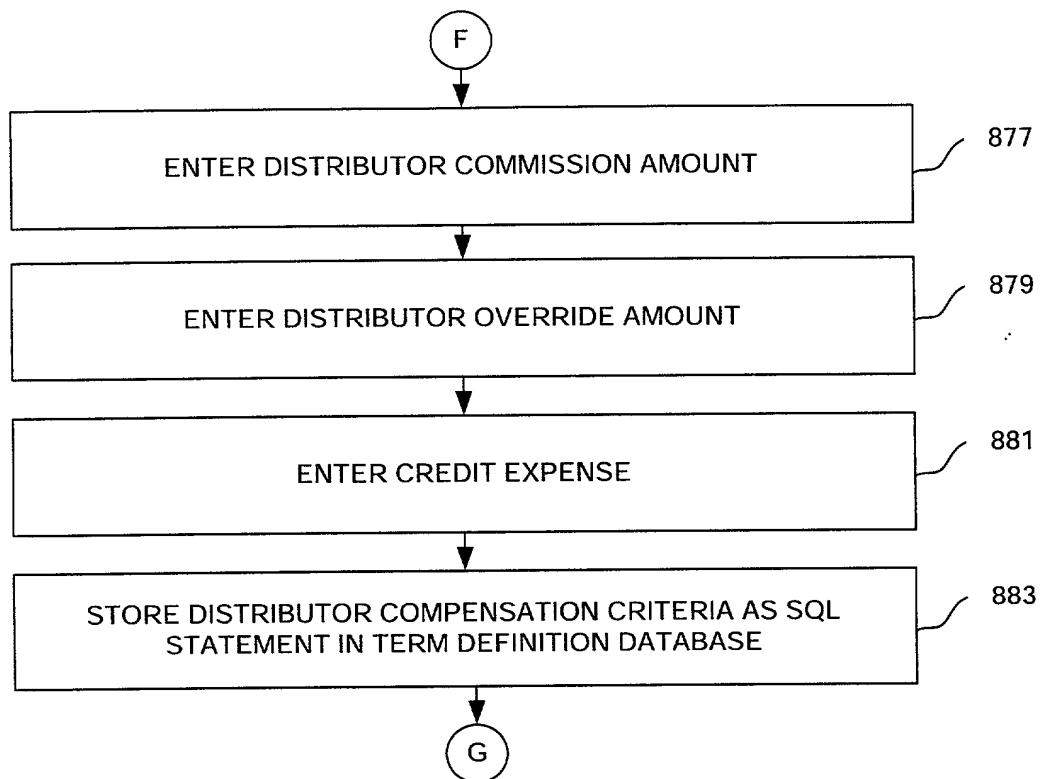 F
ENTER DISTRIBUTOR COMMISSION AMOUNT
877
ENTER DISTRIBUTOR OVERRIDE AMOUNT
879
ENTER CREDIT EXPENSE
881
STORE DISTRIBUTOR COMPENSATION CRITERIA AS SQL
STATEMENT IN TERM DEFINITION DATABASE
883
G